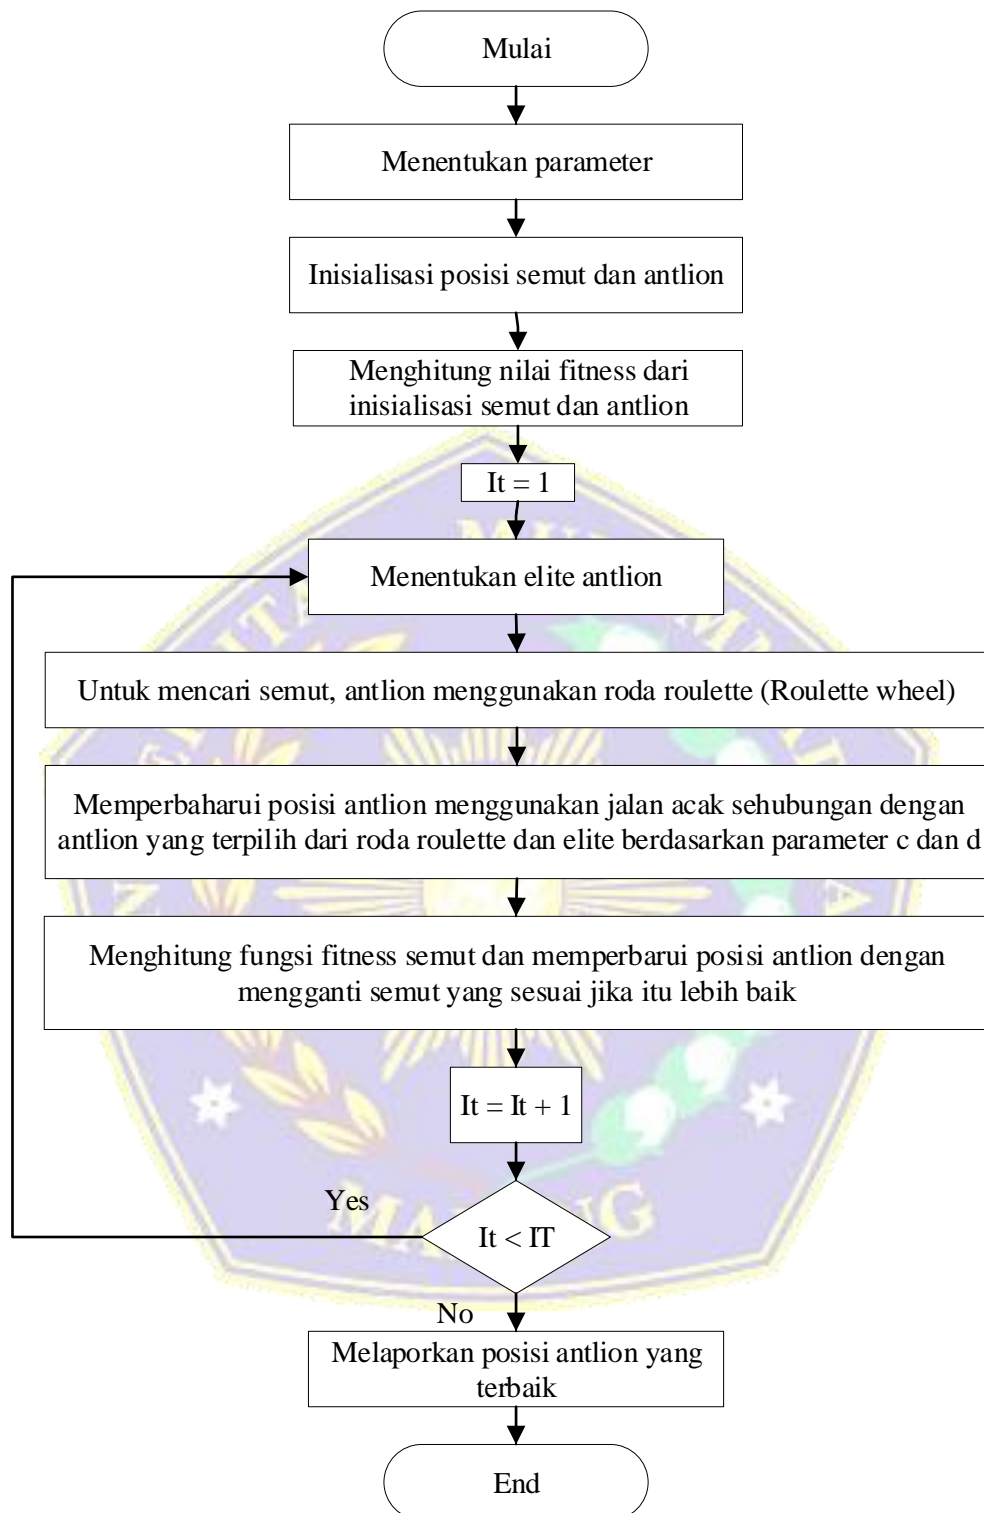 Mulai
Menentukan parameter
Inisialisasi posisi semut dan antlion
Menghitung nilai fitness dari
inisialisasi semut dan antlion
It = 1
Menentukan elite antlion
Untuk mencari semut, antlion menggunakan roda roulette (Roulette wheel)
Memperbaharui posisi antlion menggunakan jalan acak sehubungan dengan
antlion yang terpilih dari roda roulette dan elite berdasarkan parameter c dan d
Menghitung fungsi fitness semut dan memperbarui posisi antlion dengan
mengganti semut yang sesuai jika itu lebih baik
It = It + 1
Yes
It < IT
No
Melaporkan posisi antlion yang
terbaik
End